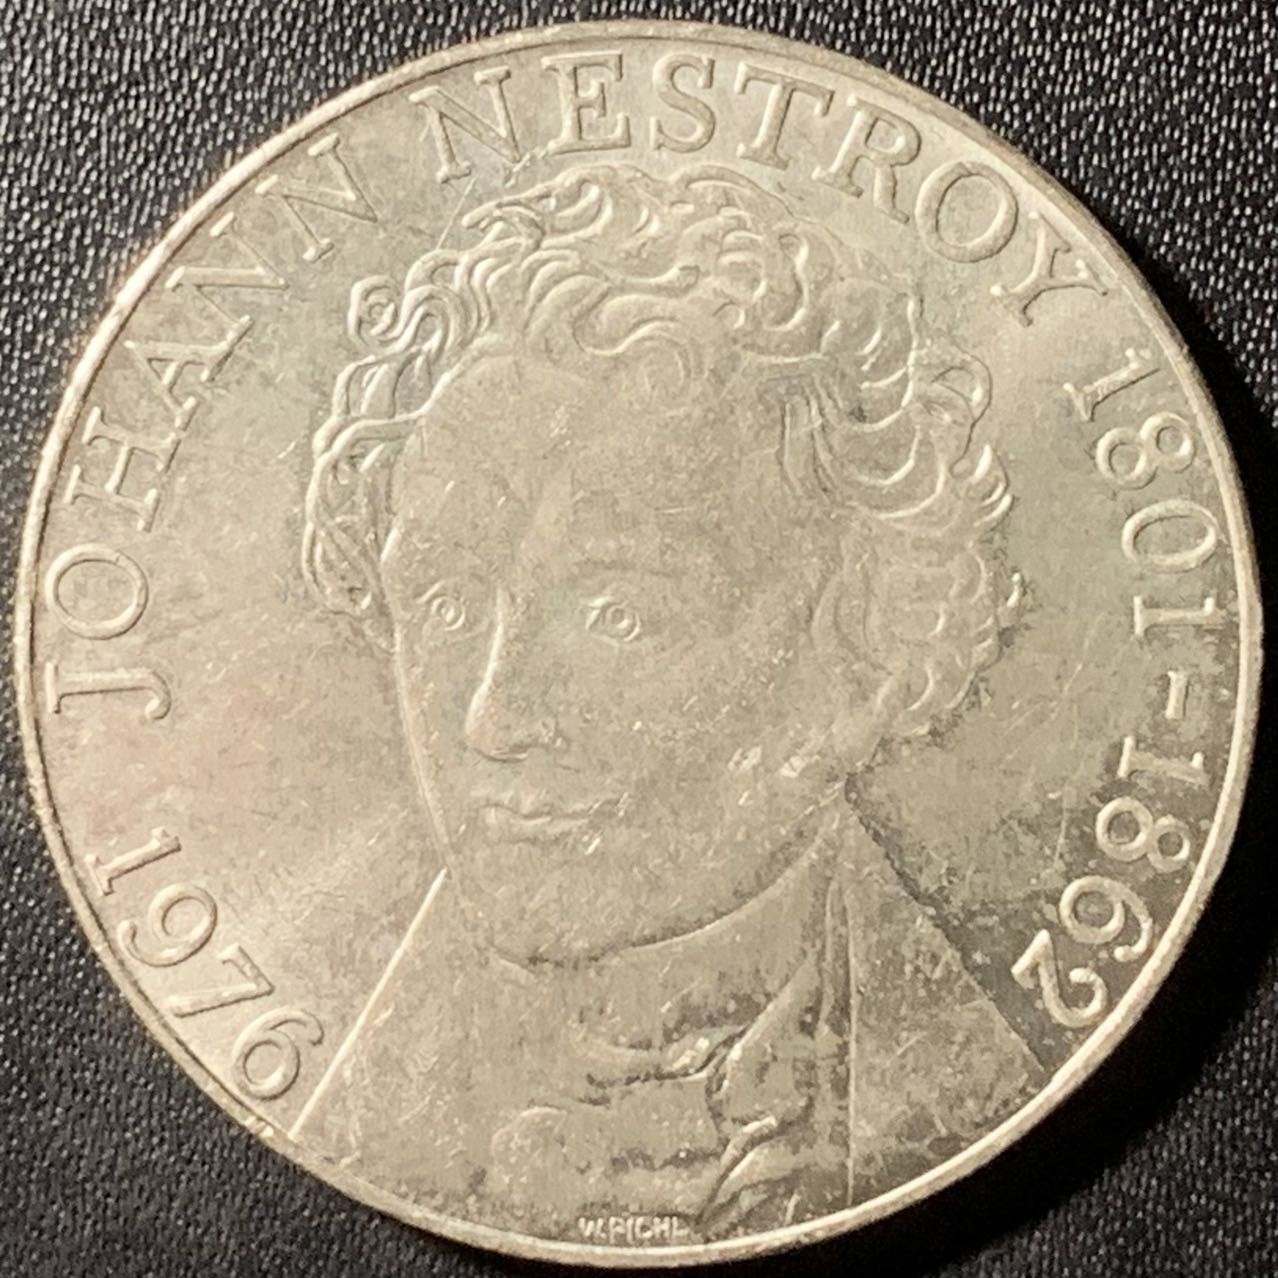 1976 JOHANN NESTROY 1801-1862
W.PICHL